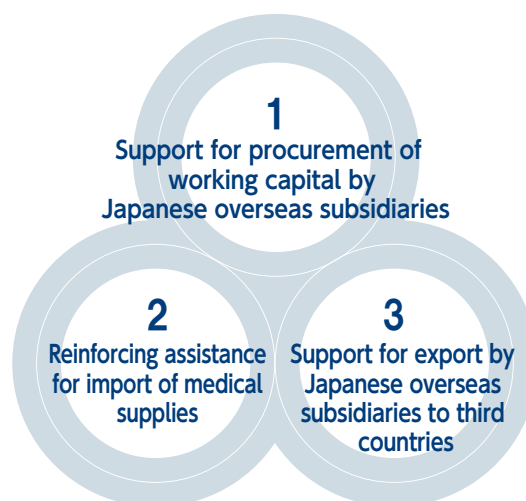 1
Support for procurement of
working capital by
Japanese overseas subsidiaries
2
Reinforcing assistance
for import of medical
supplies
3
Support for export by
Japanese overseas
subsidiaries to third
countries